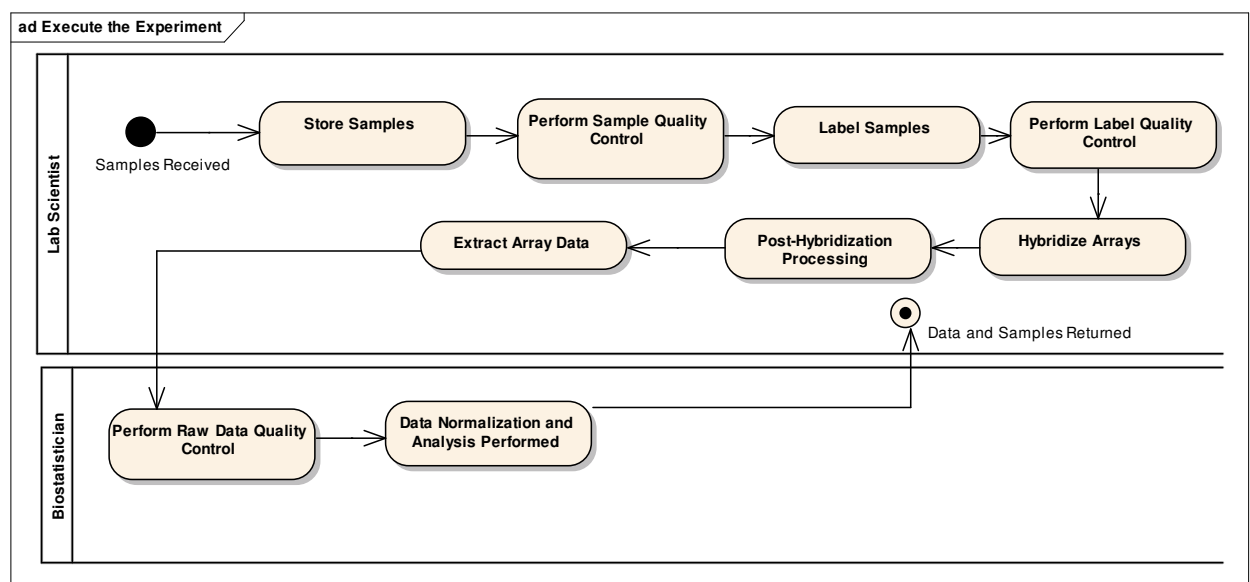 ad Execute the Experiment
Lab Scientist
Samples Received
Store Samples
Perform Sample Quality
Control
Label Samples
Perform Label Quality
Control
Hybridize Arrays
Post-Hybridization
Processing
Extract Array Data
Data and Samples Returned
Biostatistician
Perform Raw Data Quality
Control
Data Normalization and
Analysis Performed